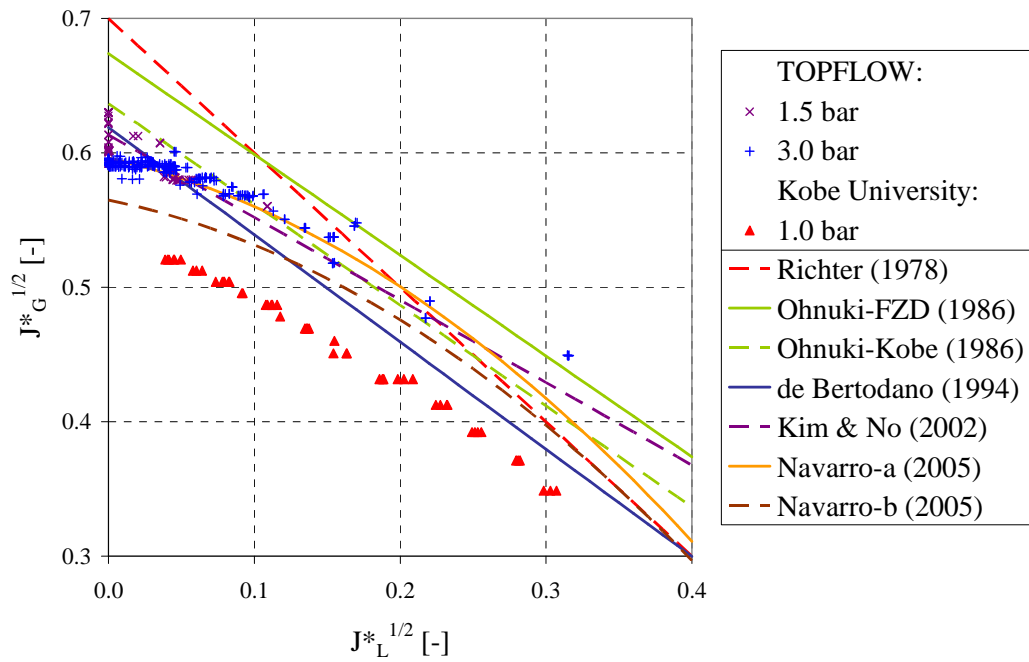 0.7
0.6
0.5
0.4
0.3
J*G^1/2 [-]
0.0
0.1
0.2
0.3
0.4
J*L^1/2 [-]
TOPFLOW:
1.5 bar
3.0 bar
Kobe University:
1.0 bar
Richter (1978)
Ohnuki-FZD (1986)
Ohnuki-Kobe (1986)
de Bertodano (1994)
Kim & No (2002)
Navarro-a (2005)
Navarro-b (2005)